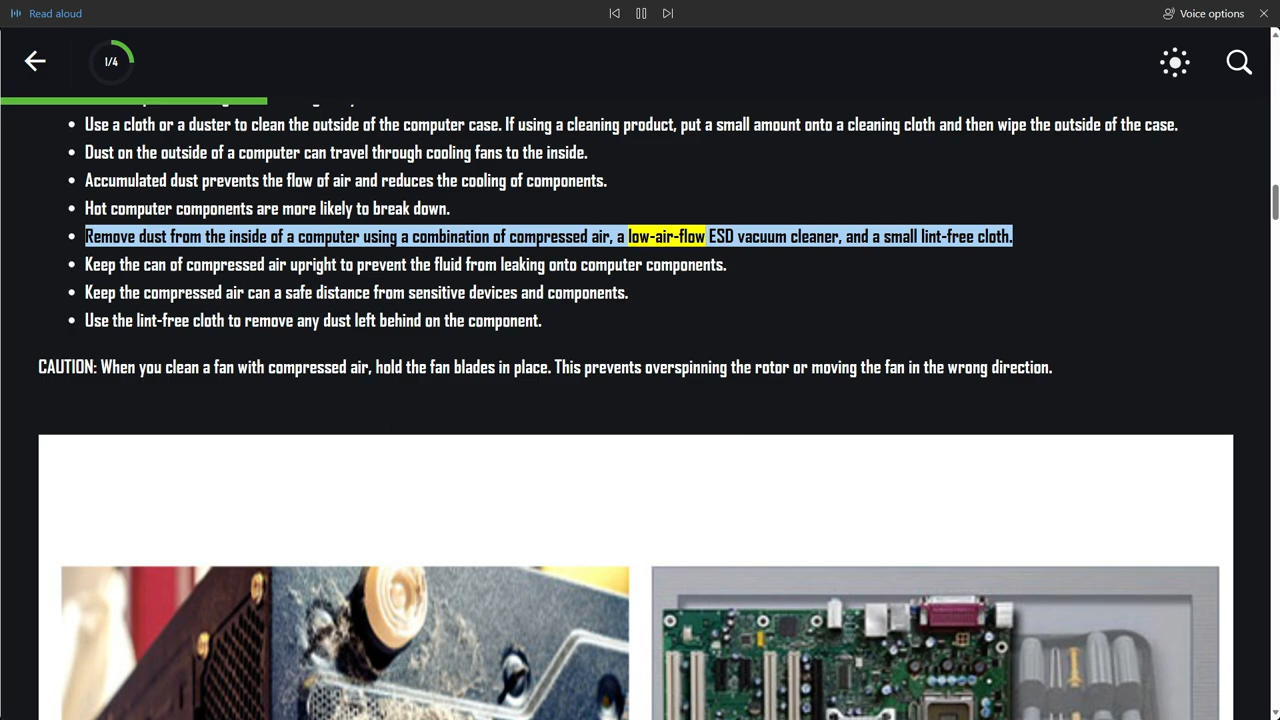 Read aloud
Voice options
1/4
Use a cloth or a duster to clean the outside of the computer case. If using a cleaning product, put a small amount onto a cleaning cloth and then wipe the outside of the case.
Dust on the outside of a computer can travel through cooling fans to the inside.
Accumulated dust prevents the flow of air and reduces the cooling of components.
Hot computer components are more likely to break down.
Remove dust from the inside of a computer using a combination of compressed air, a low-air-flow ESD vacuum cleaner, and a small lint-free cloth.
Keep the can of compressed air upright to prevent the fluid from leaking onto computer components.
Keep the compressed air can a safe distance from sensitive devices and components.
Use the lint-free cloth to remove any dust left behind on the component.
CAUTION: When you clean a fan with compressed air, hold the fan blades in place. This prevents overspinning the rotor or moving the fan in the wrong direction.